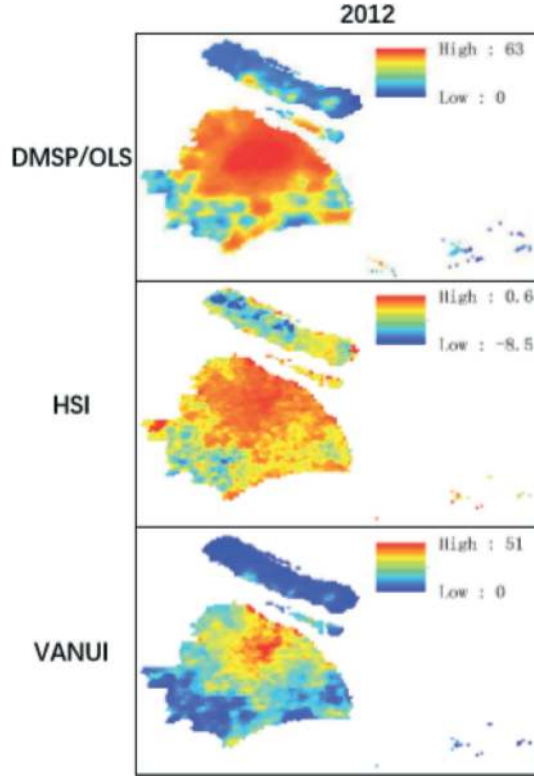 2012
DMSP/OLS
High : 63
Low : 0
HSI
High : 0.6
Low : -8.5
VANUI
High : 51
Low : 0